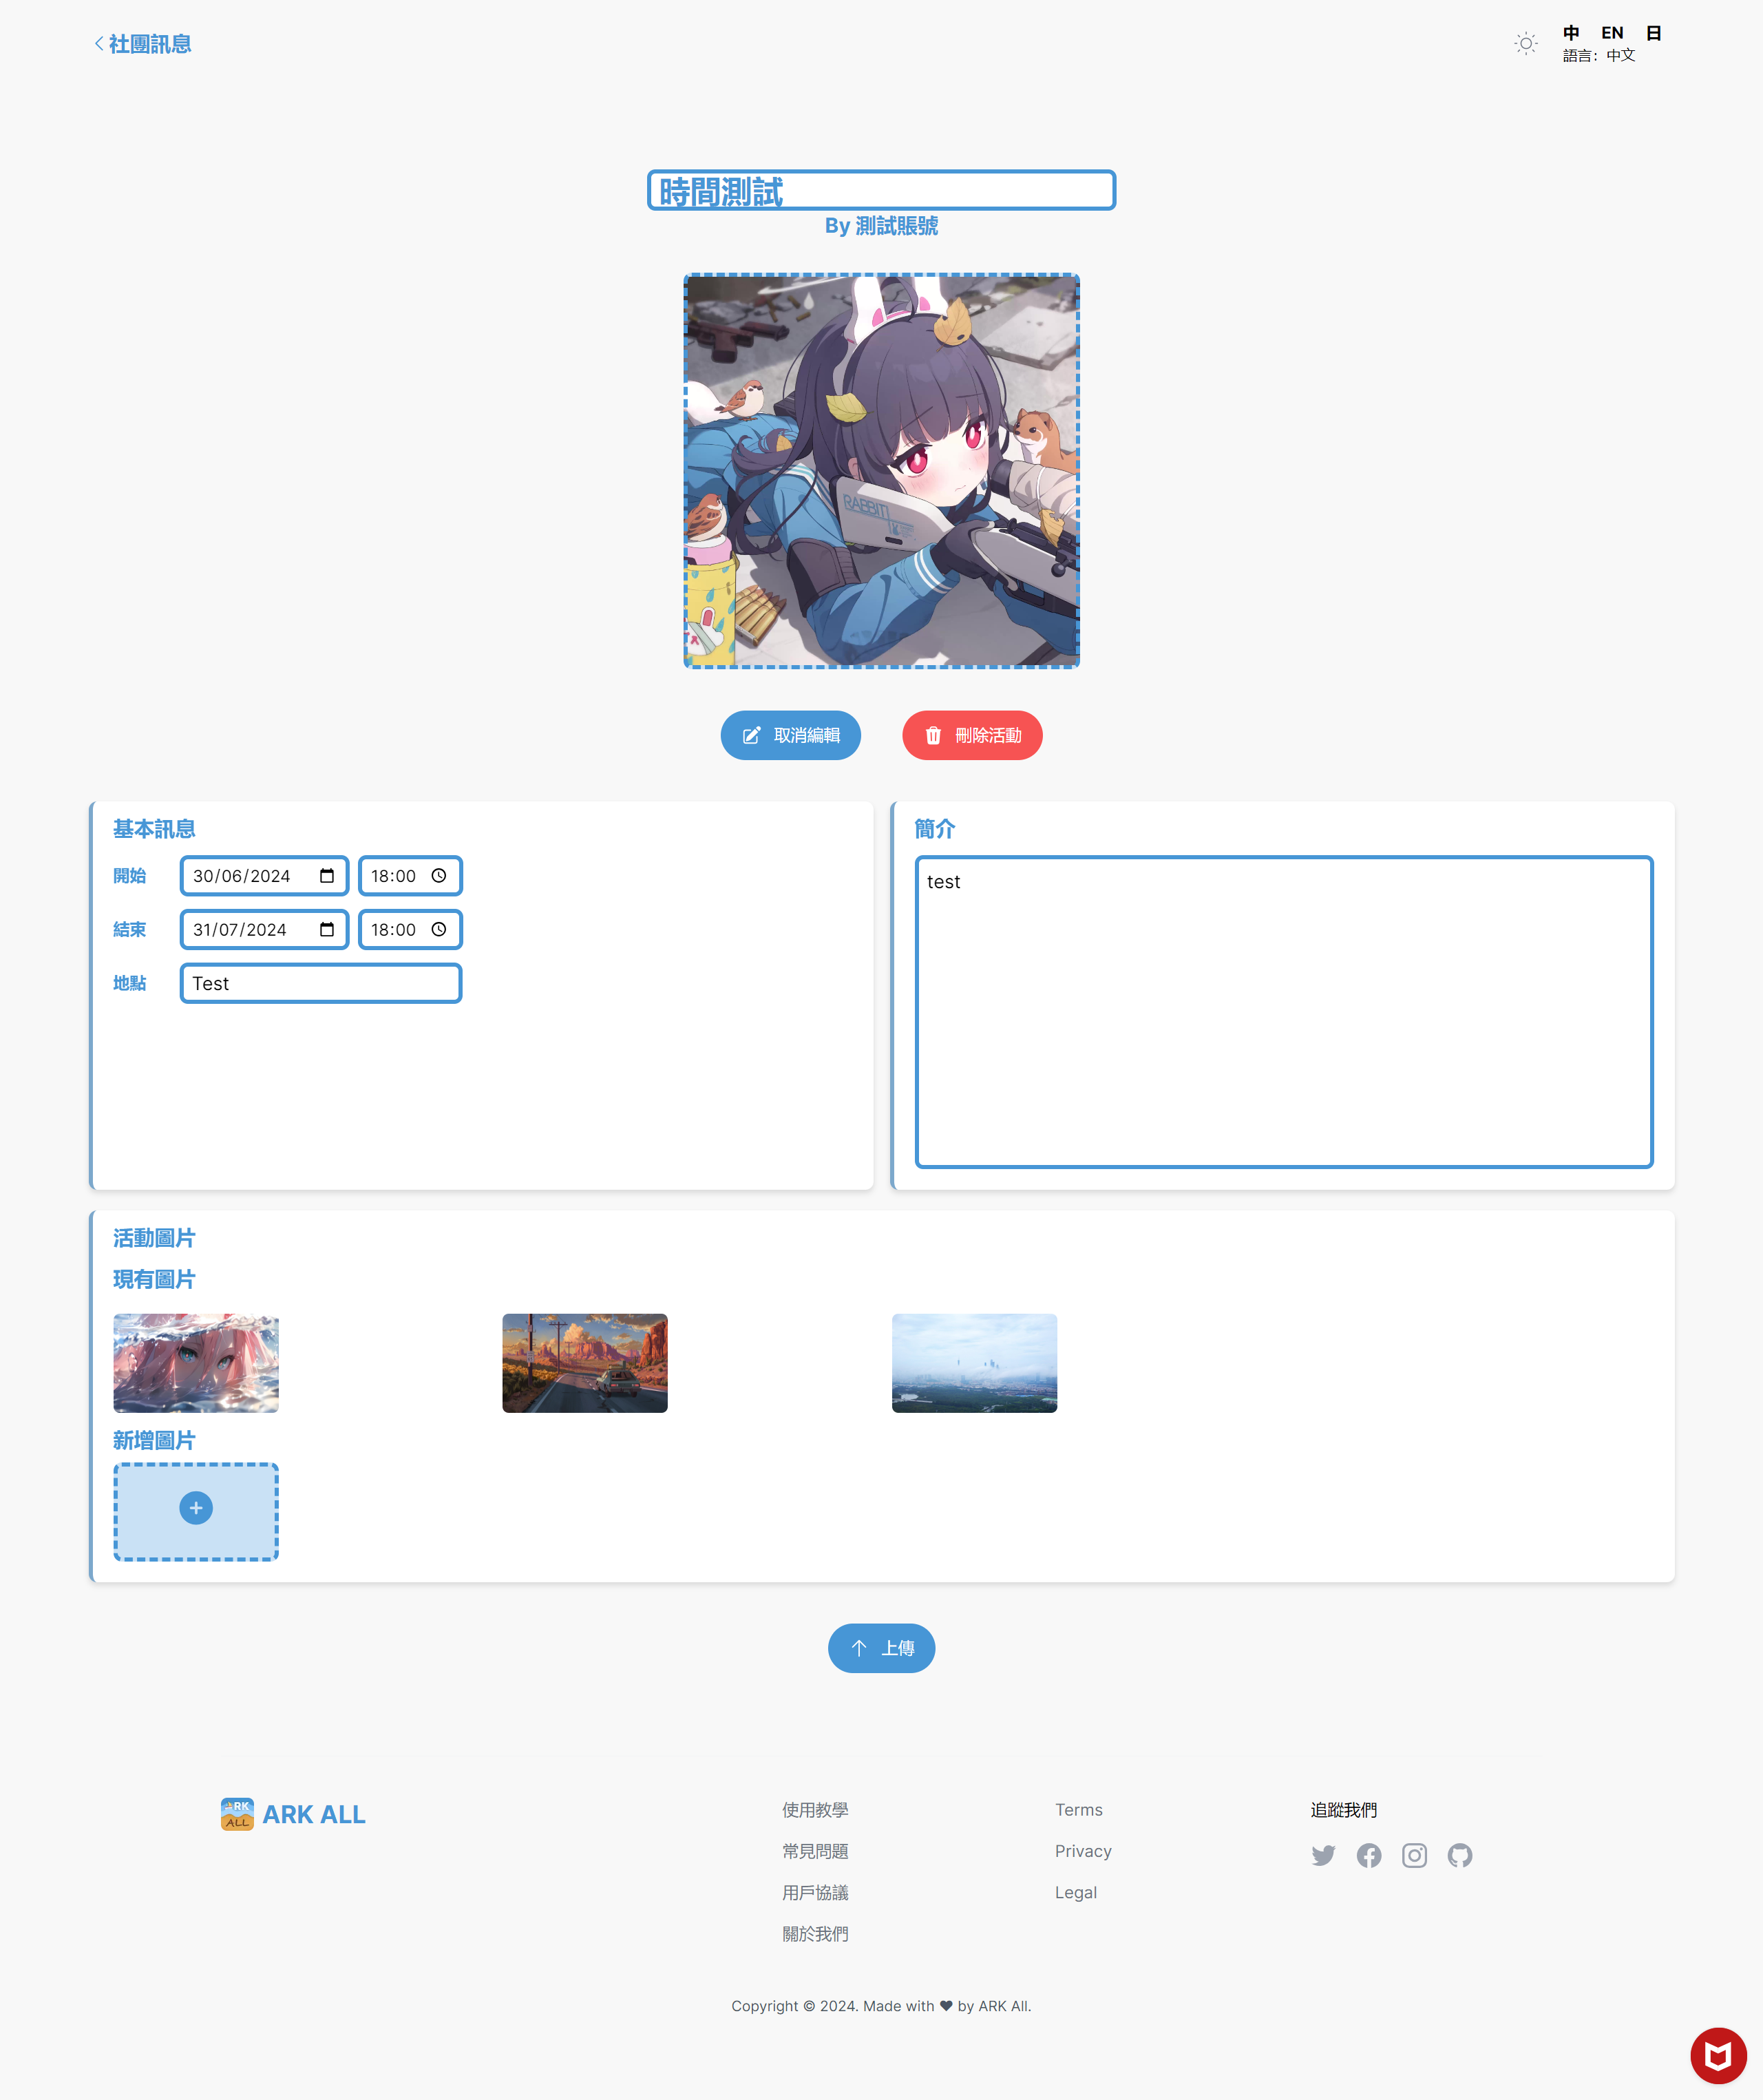 社團訊息
中 EN 日
語言：中文
時間測試
By 測試賬號
RABBIT
取消編輯
刪除活動
基本訊息
開始 30/06/2024 18:00
結束 31/07/2024 18:00
地點 Test
簡介
test
活動圖片
現有圖片
新增圖片
上傳
ARK ALL
ARK ALL
使用教學
常見問題
用戶協議
關於我們
Terms
Privacy
Legal
追蹤我們
Copyright © 2024. Made with ❤ by ARK All.